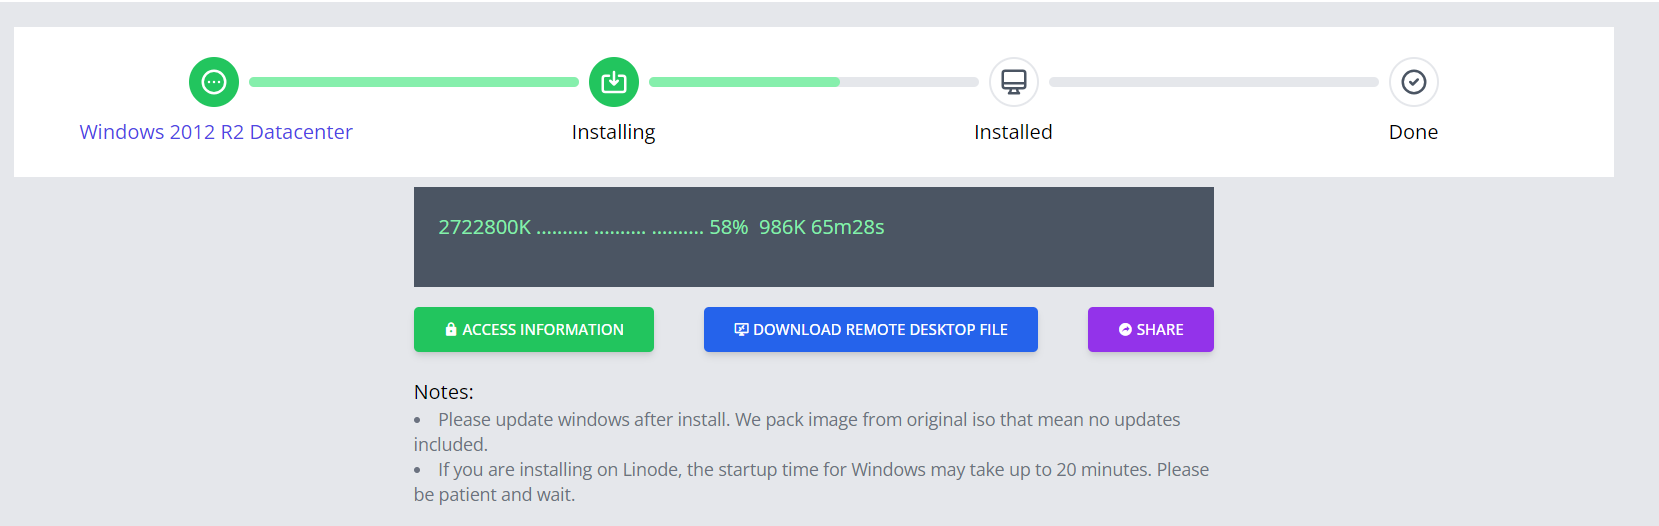 Windows 2012 R2 Datacenter
Installing
Installed
Done
2722800K .......... .......... .......... 58%  986K 65m28s
ACCESS INFORMATION
DOWNLOAD REMOTE DESKTOP FILE
SHARE
Notes:
• Please update windows after install. We pack image from original iso that mean no updates
included.
• If you are installing on Linode, the startup time for Windows may take up to 20 minutes. Please
be patient and wait.